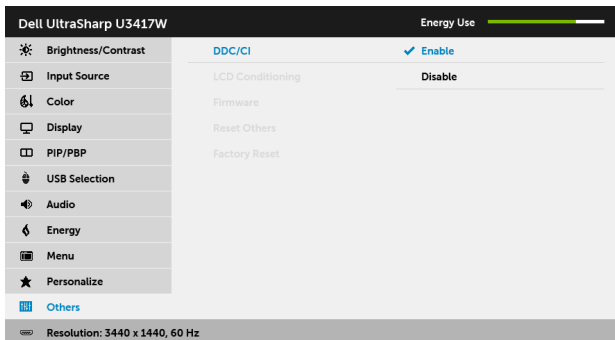 Dell UltraSharp U3417W
Energy Use
Brightness/Contrast
DDC/CI
Enable
Input Source
LCD Conditioning
Disable
Color
Firmware
Display
Reset Others
PIP/PBP
Factory Reset
USB Selection
Audio
Energy
Menu
Personalize
Others
Resolution: 3440 x 1440, 60 Hz